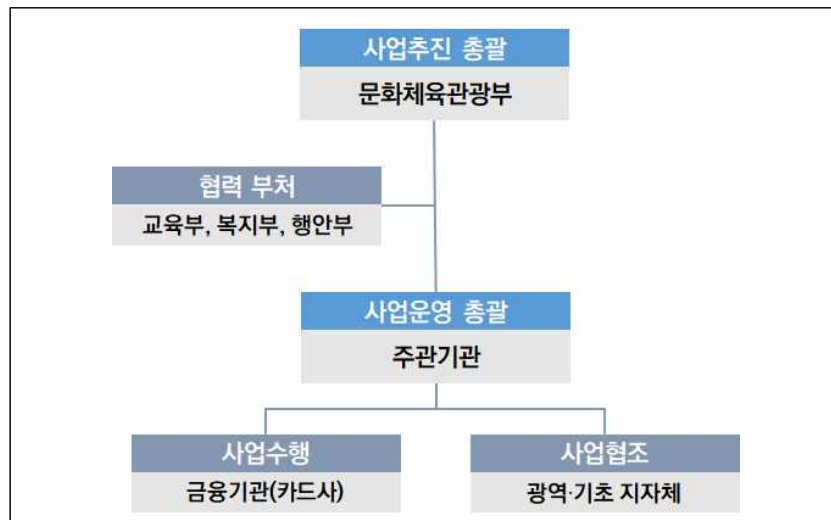 사업추진 총괄
문화체육관광부
협력 부처
교육부, 복지부, 행안부
사업운영 총괄
주관기관
사업수행
금융기관(카드사)
사업협조
광역·기초 지자체